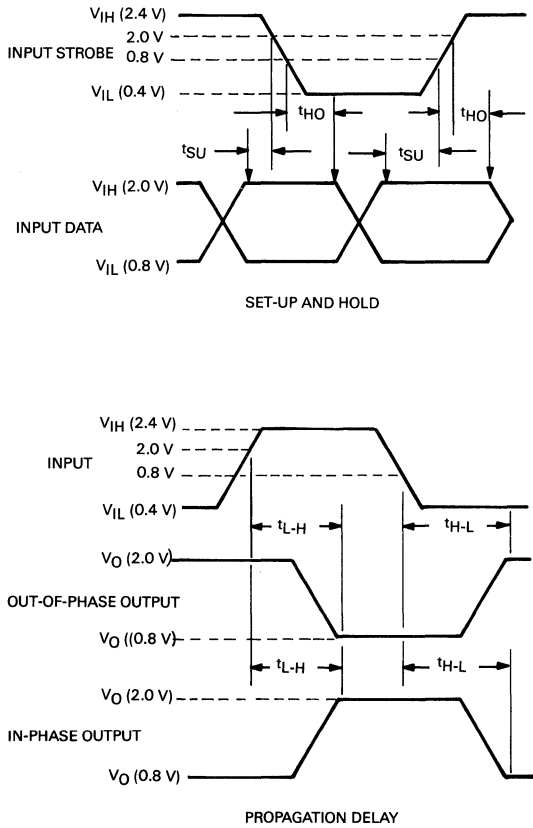 VIH (2.4 V)
2.0 V
INPUT STROBE
0.8 V
VIL (0.4 V)
tHO
tHO
tSU
tSU
VIH (2.0 V)
INPUT DATA
VIL (0.8 V)
SET-UP AND HOLD
VIH (2.4 V)
2.0 V
INPUT
0.8 V
VIL (0.4 V)
tL-H
tH-L
VO (2.0 V)
OUT-OF-PHASE OUTPUT
VO ((0.8 V)
tL-H
tH-L
VO (2.0 V)
IN-PHASE OUTPUT
VO (0.8 V)
PROPAGATION DELAY